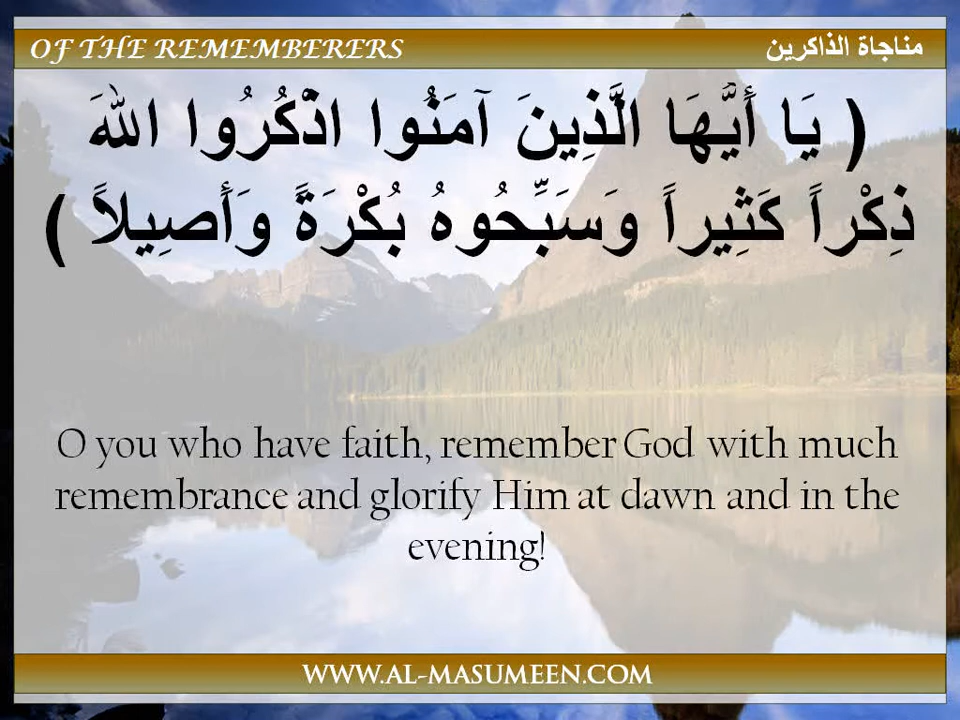 OF THE REMEMBERERS
مناجاة الذاكرين
( يَا أَيُّهَا الَّذِينَ آمَنُوا اذْكُرُوا اللهَ
ذِكْراً كَثِيراً وَسَبِّحُوهُ بُكْرَةً وَأَصِيلاً )
O you who have faith, remember God with much
remembrance and glorify Him at dawn and in the
evening!
WWW.AL-MASUMEEN.COM